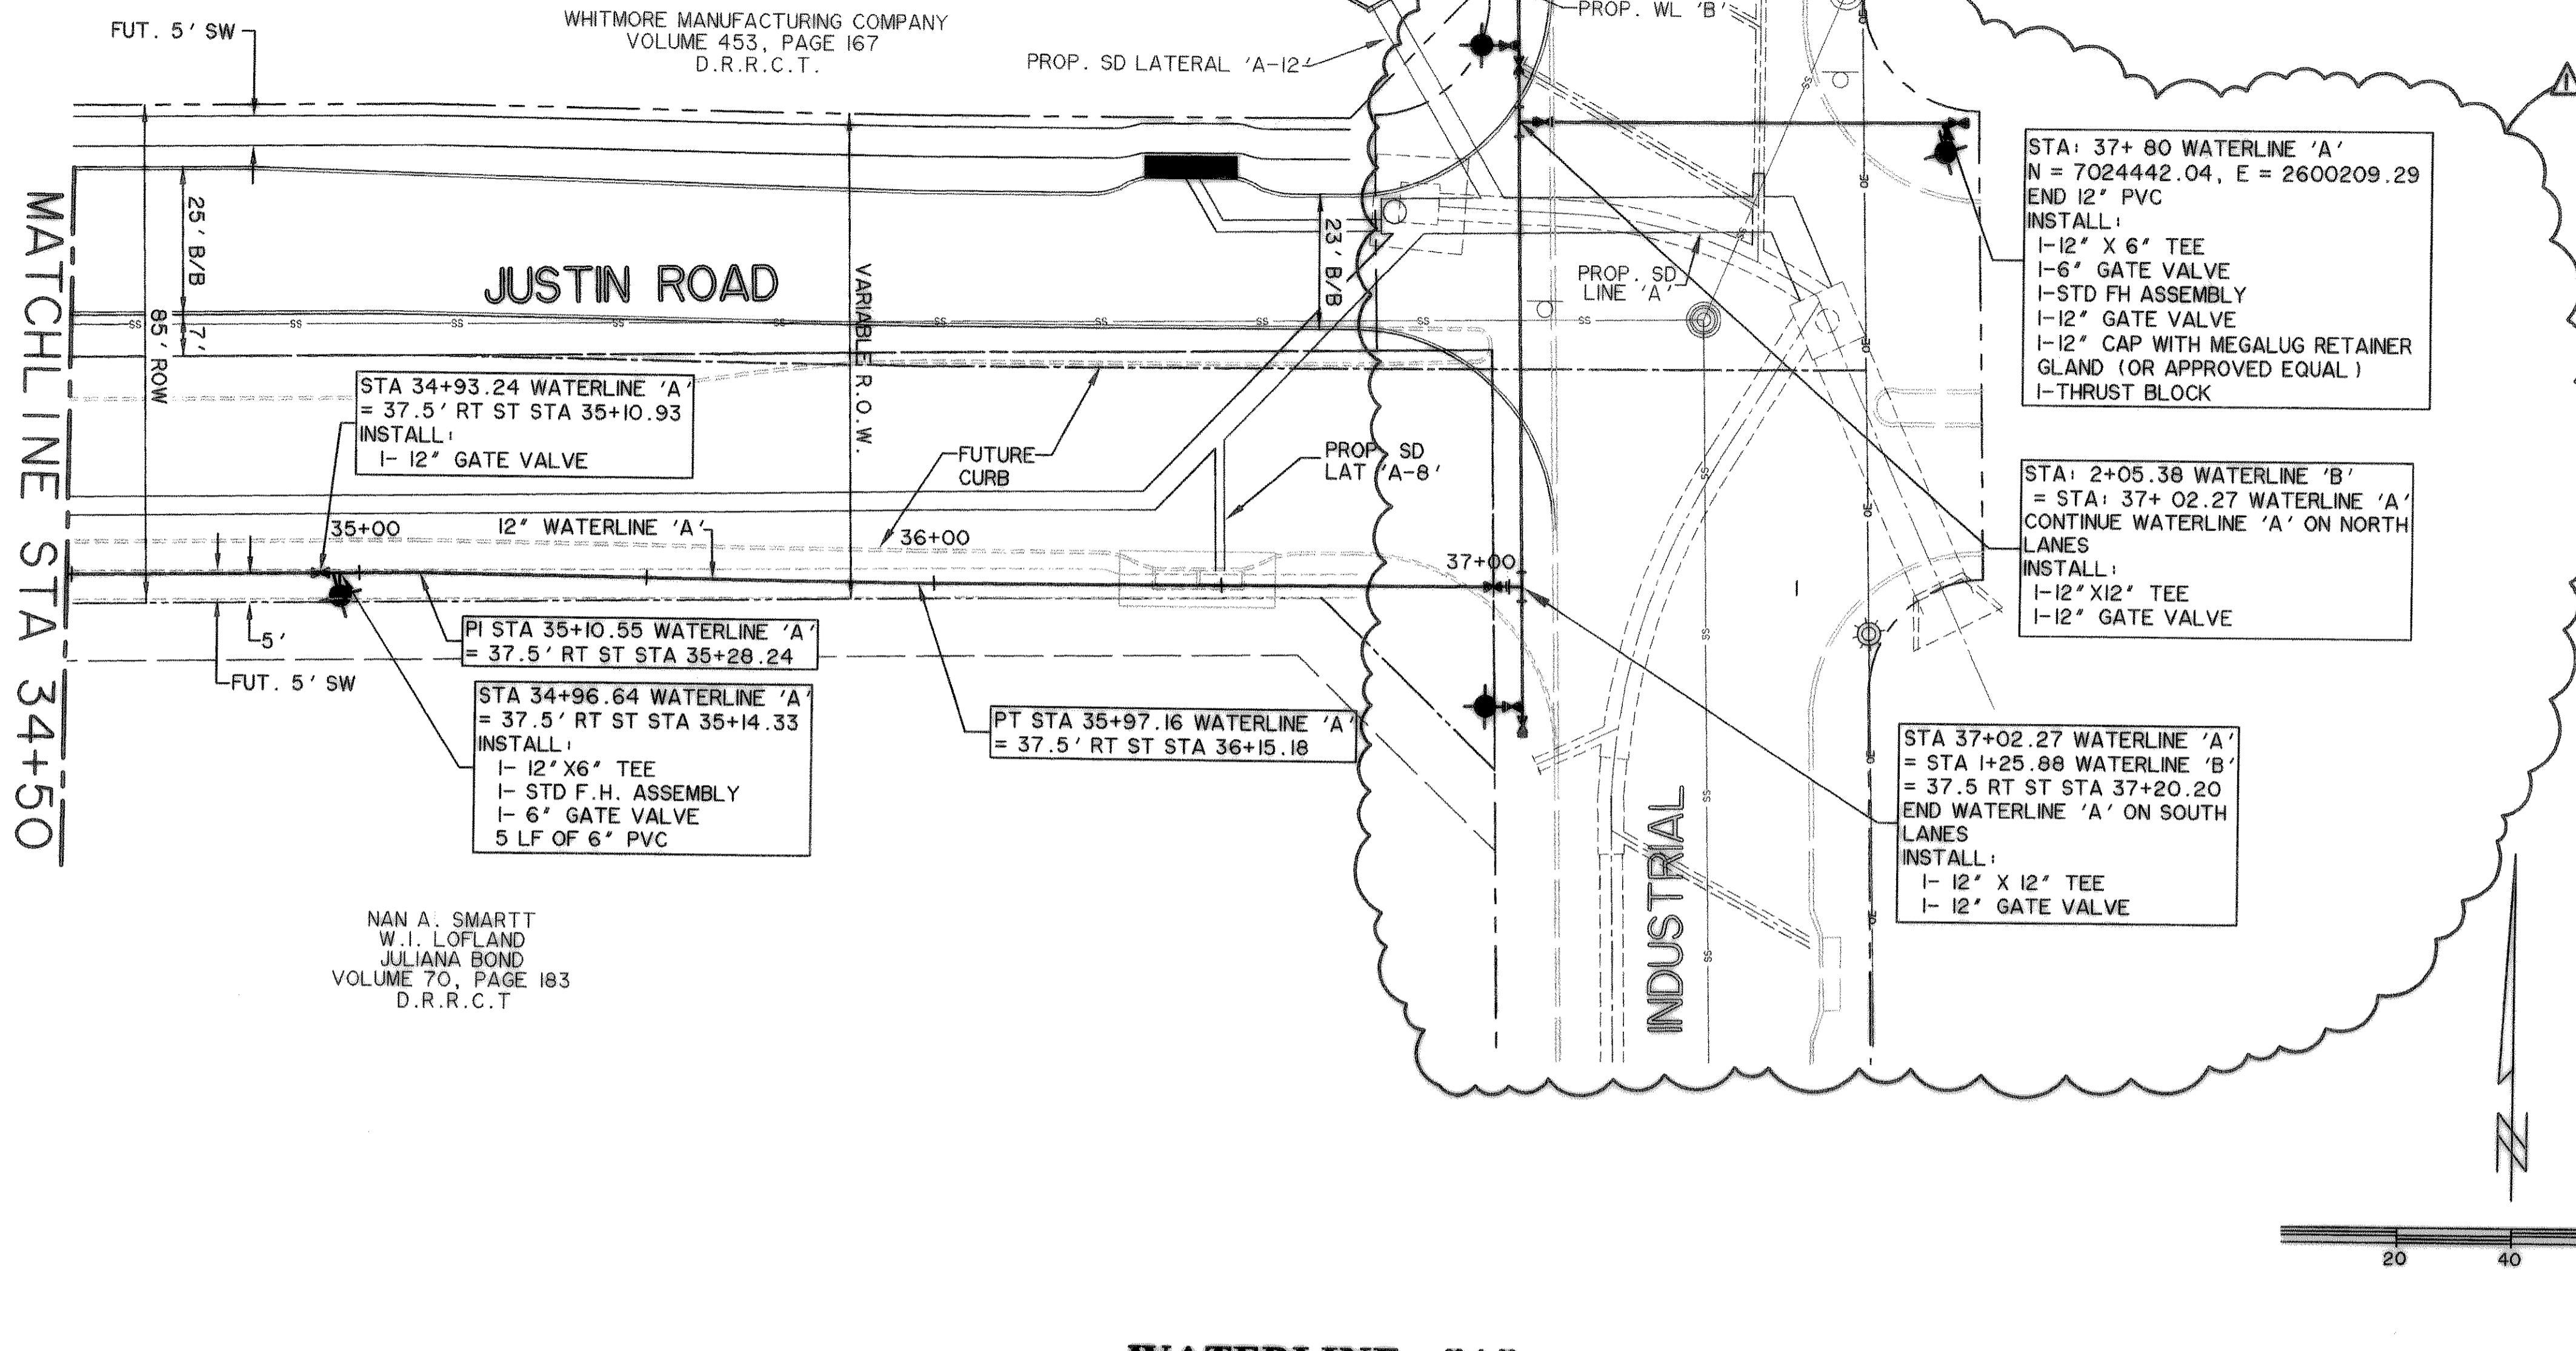 FUT. 5' SW
WHITMORE MANUFACTURING COMPANY
VOLUME 453, PAGE 167
D.R.R.C.T.
PROP. SD LATERAL 'A-12'
PROP. WL 'B'
MATCHLINE STA 34+50
25' B/B
7'
85' ROW
JUSTIN ROAD
VARIABLE R.O.W.
23' B/B
PROP. SD
LINE 'A'
STA: 37+ 80 WATERLINE 'A'
N = 7024442.04, E = 2600209.29
END 12" PVC
INSTALL:
1-12" X 6" TEE
1-6" GATE VALVE
1-STD FH ASSEMBLY
1-12" GATE VALVE
1-12" CAP WITH MEGALUG RETAINER
GLAND (OR APPROVED EQUAL)
1-THRUST BLOCK
STA 34+93.24 WATERLINE 'A'
= 37.5' RT ST STA 35+10.93
INSTALL:
1- 12" GATE VALVE
FUTURE
CURB
PROP SD
LAT 'A-8'
STA: 2+05.38 WATERLINE 'B'
= STA: 37+ 02.27 WATERLINE 'A'
CONTINUE WATERLINE 'A' ON NORTH
LANES
INSTALL:
1-12"X12" TEE
1-12" GATE VALVE
35+00
12" WATERLINE 'A'
36+00
37+00
5'
FUT. 5' SW
PI STA 35+10.55 WATERLINE 'A'
= 37.5' RT ST STA 35+28.24
STA 34+96.64 WATERLINE 'A'
= 37.5' RT ST STA 35+14.33
INSTALL:
1- 12"X6" TEE
1- STD F.H. ASSEMBLY
1- 6" GATE VALVE
5 LF OF 6" PVC
PT STA 35+97.16 WATERLINE 'A'
= 37.5' RT ST STA 36+15.18
STA 37+02.27 WATERLINE 'A'
= STA 1+25.88 WATERLINE 'B'
= 37.5 RT ST STA 37+20.20
END WATERLINE 'A' ON SOUTH
LANES
INSTALL:
1- 12" X 12" TEE
1- 12" GATE VALVE
INDUSTRIAL
NAN A. SMARTT
W.I. LOFLAND
JULIANA BOND
VOLUME 70, PAGE 183
D.R.R.C.T
N
20
40